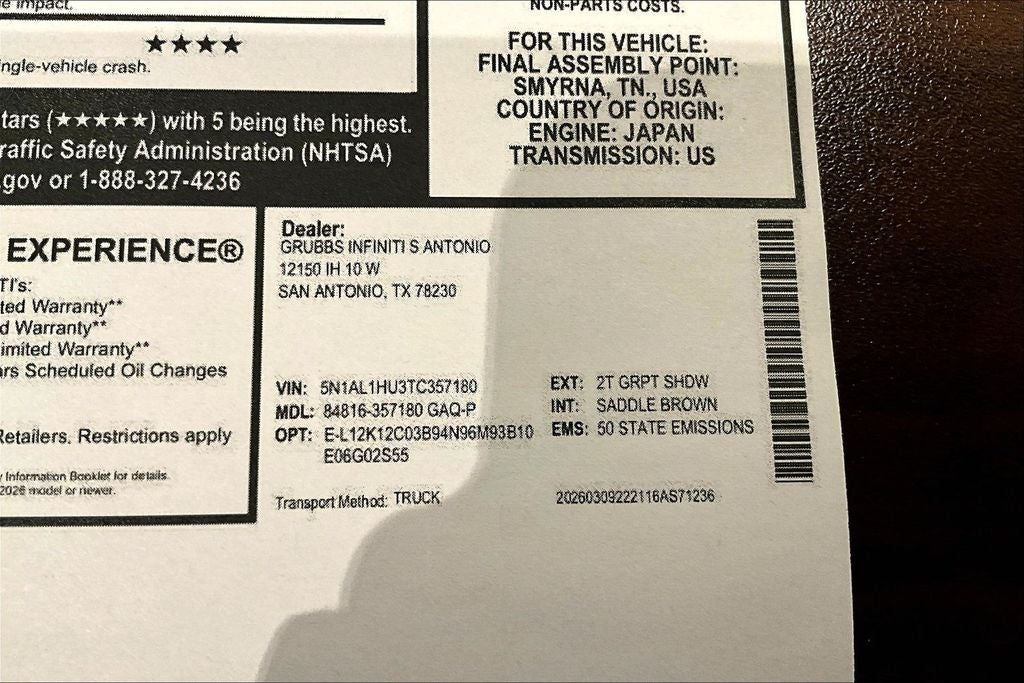 e impact.
★★★★
ngle-vehicle crash.
tars (★★★★★) with 5 being the highest.
raffic Safety Administration (NHTSA)
.gov or 1-888-327-4236
NON-PARTS COSTS.
FOR THIS VEHICLE:
FINAL ASSEMBLY POINT:
SMYRNA, TN., USA
COUNTRY OF ORIGIN:
ENGINE: JAPAN
TRANSMISSION: US
EXPERIENCE®
TI's:
ted Warranty**
d Warranty**
imited Warranty**
ars Scheduled Oil Changes
Retailers. Restrictions apply
Information Booklet for details.
2026 model or newer.
Dealer:
GRUBBS INFINITI S ANTONIO
12150 IH 10 W
SAN ANTONIO, TX 78230
VIN: 5N1AL1HU3TC357180
MDL: 84816-357180 GAQ-P
OPT: E-L12K12C03B94N96M93B10
E06G02S55
EXT: 2T GRPT SHDW
INT: SADDLE BROWN
EMS: 50 STATE EMISSIONS
Transport Method: TRUCK
20260309222116AS71236